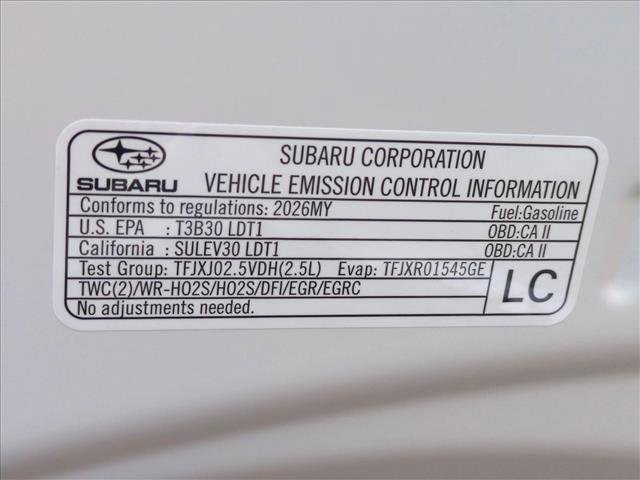 SUBARU
SUBARU CORPORATION
VEHICLE EMISSION CONTROL INFORMATION
Conforms to regulations: 2026MY Fuel:Gasoline
U.S. EPA : T3B30 LDT1 OBD:CA II
California : SULEV30 LDT1 OBD:CA II
Test Group: TFJXJ02.5VDH(2.5L) Evap: TFJXR01545GE
TWC(2)/WR-HO2S/HO2S/DFI/EGR/EGRC
No adjustments needed.
LC